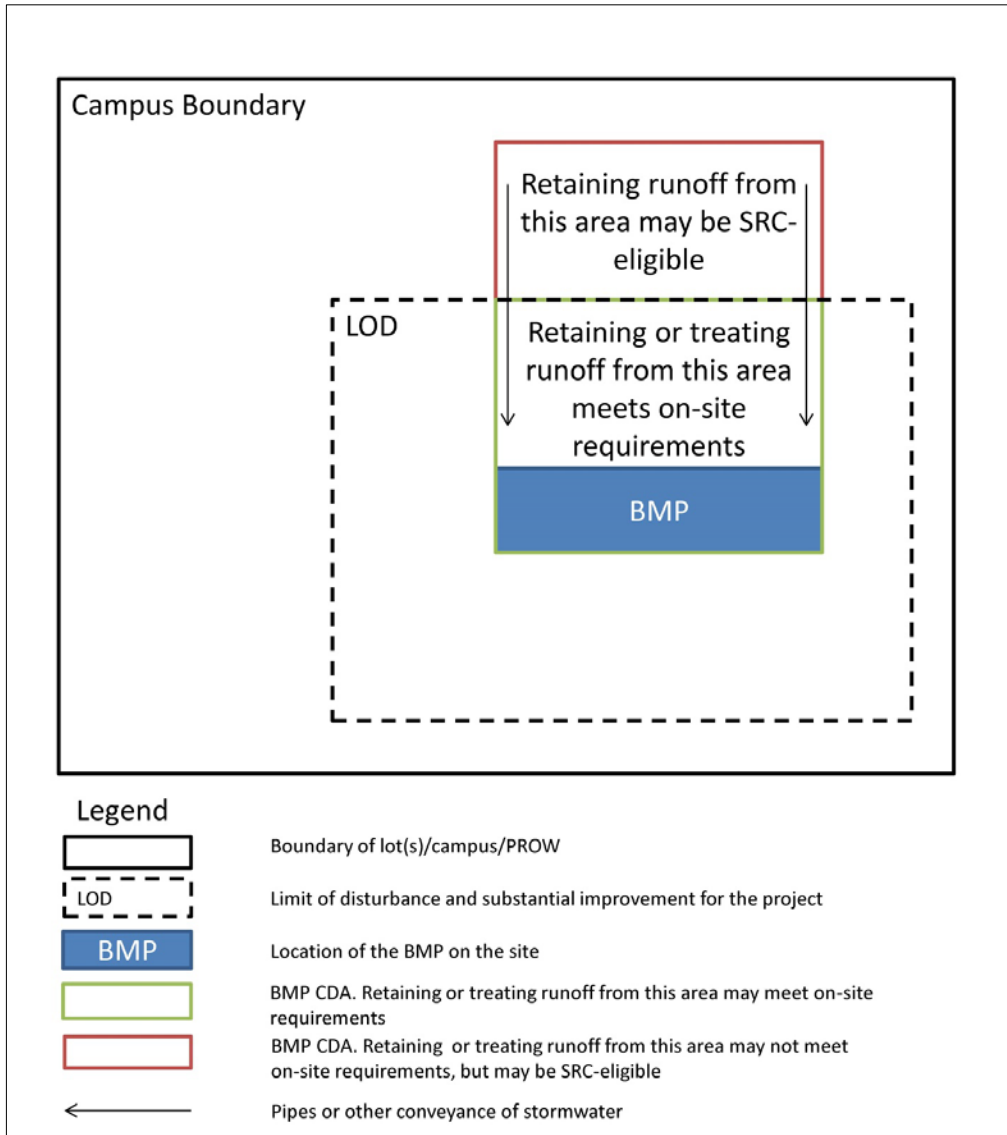 Campus Boundary
Retaining runoff from
this area may be SRC-
eligible
LOD
Retaining or treating
runoff from this area
meets on-site
requirements
BMP
Legend
Boundary of lot(s)/campus/PROW
LOD
Limit of disturbance and substantial improvement for the project
BMP
Location of the BMP on the site
BMP CDA. Retaining or treating runoff from this area may meet on-site
requirements
BMP CDA. Retaining or treating runoff from this area may not meet
on-site requirements, but may be SRC-eligible
Pipes or other conveyance of stormwater